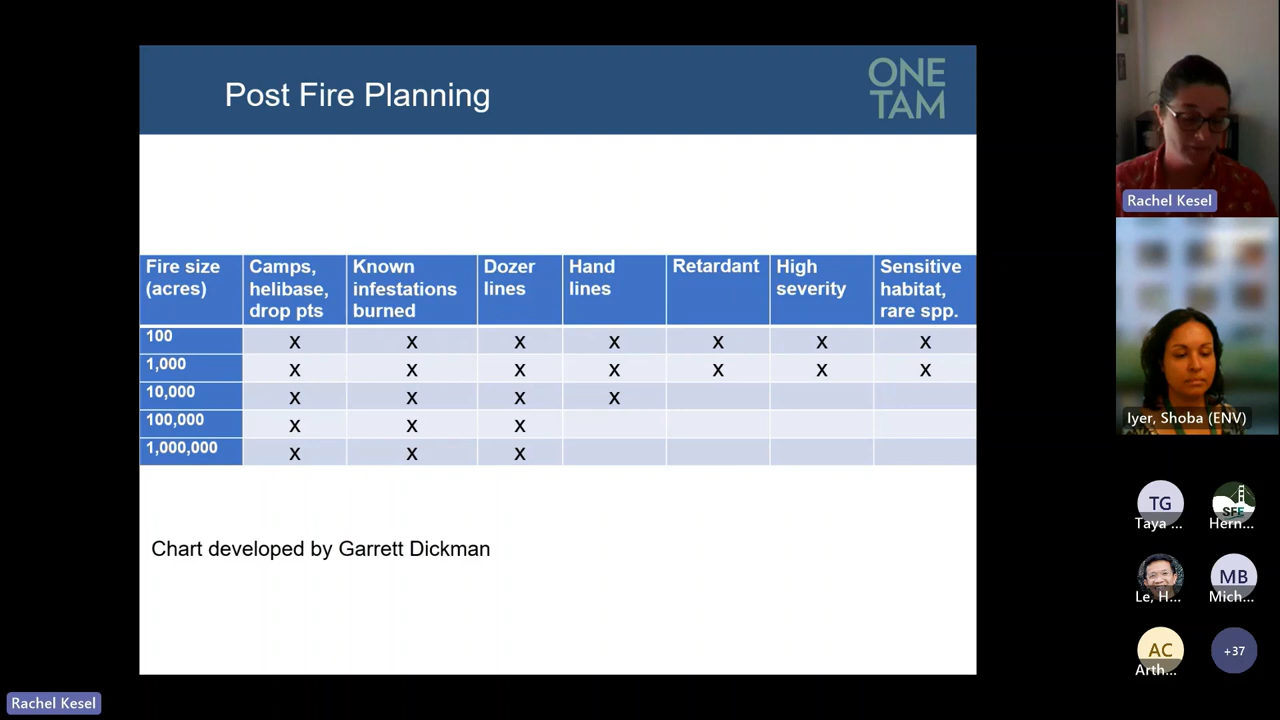 Post Fire Planning
ONE
TAM
Fire size (acres) Camps, helibase, drop pts Known infestations burned Dozer lines Hand lines Retardant High severity Sensitive habitat, rare spp.
100 x x x x x x x
1,000 x x x x x x x
10,000 x x x x
100,000 x x x
1,000,000 x x x
Chart developed by Garrett Dickman
Rachel Kesel
Rachel Kesel
Iyer, Shoba (ENV)
TG
Taya ...
SFE
Hern...
Le, H...
MB
Mich...
AC
Arth...
+37